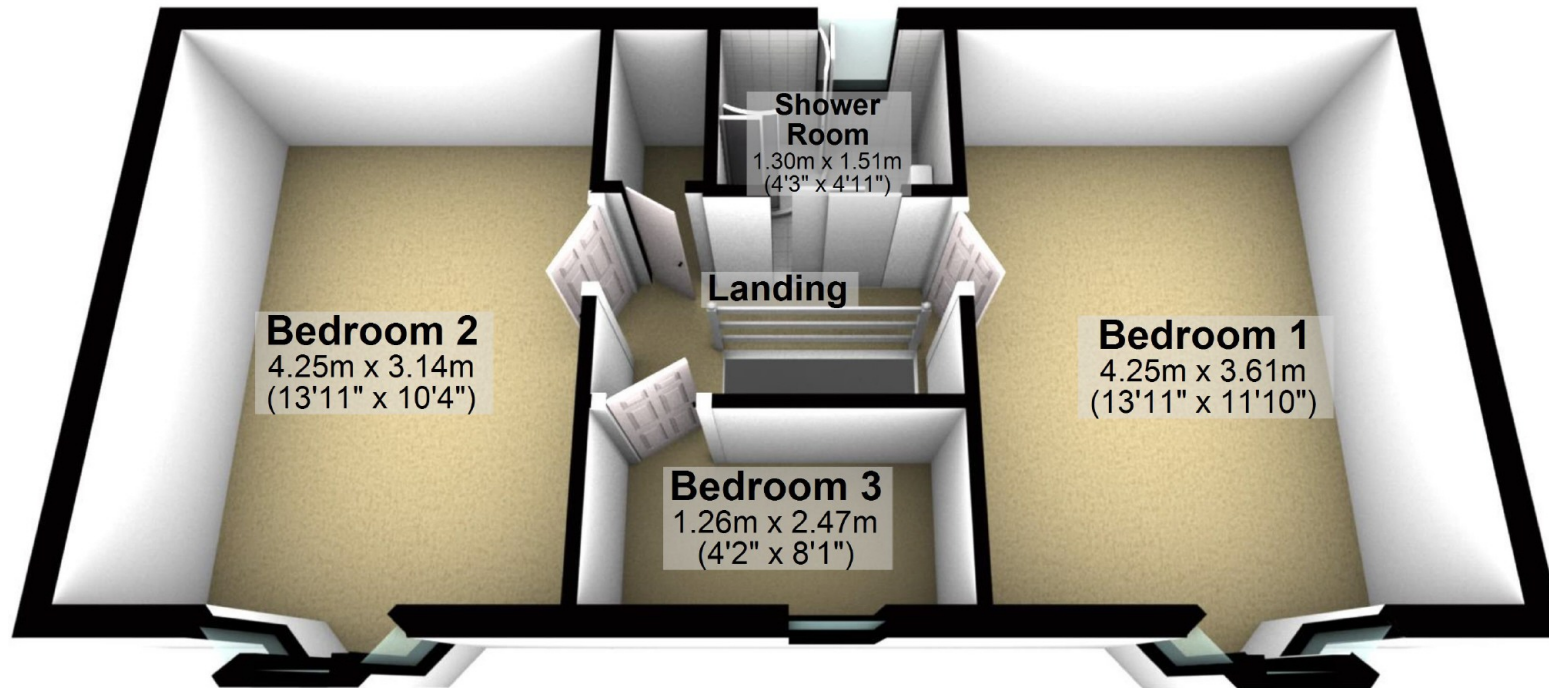 Shower
Room
1.30m x 1.51m
(4'3" x 4'11")
Landing
Bedroom 2
4.25m x 3.14m
(13'11" x 10'4")
Bedroom 1
4.25m x 3.61m
(13'11" x 11'10")
Bedroom 3
1.26m x 2.47m
(4'2" x 8'1")